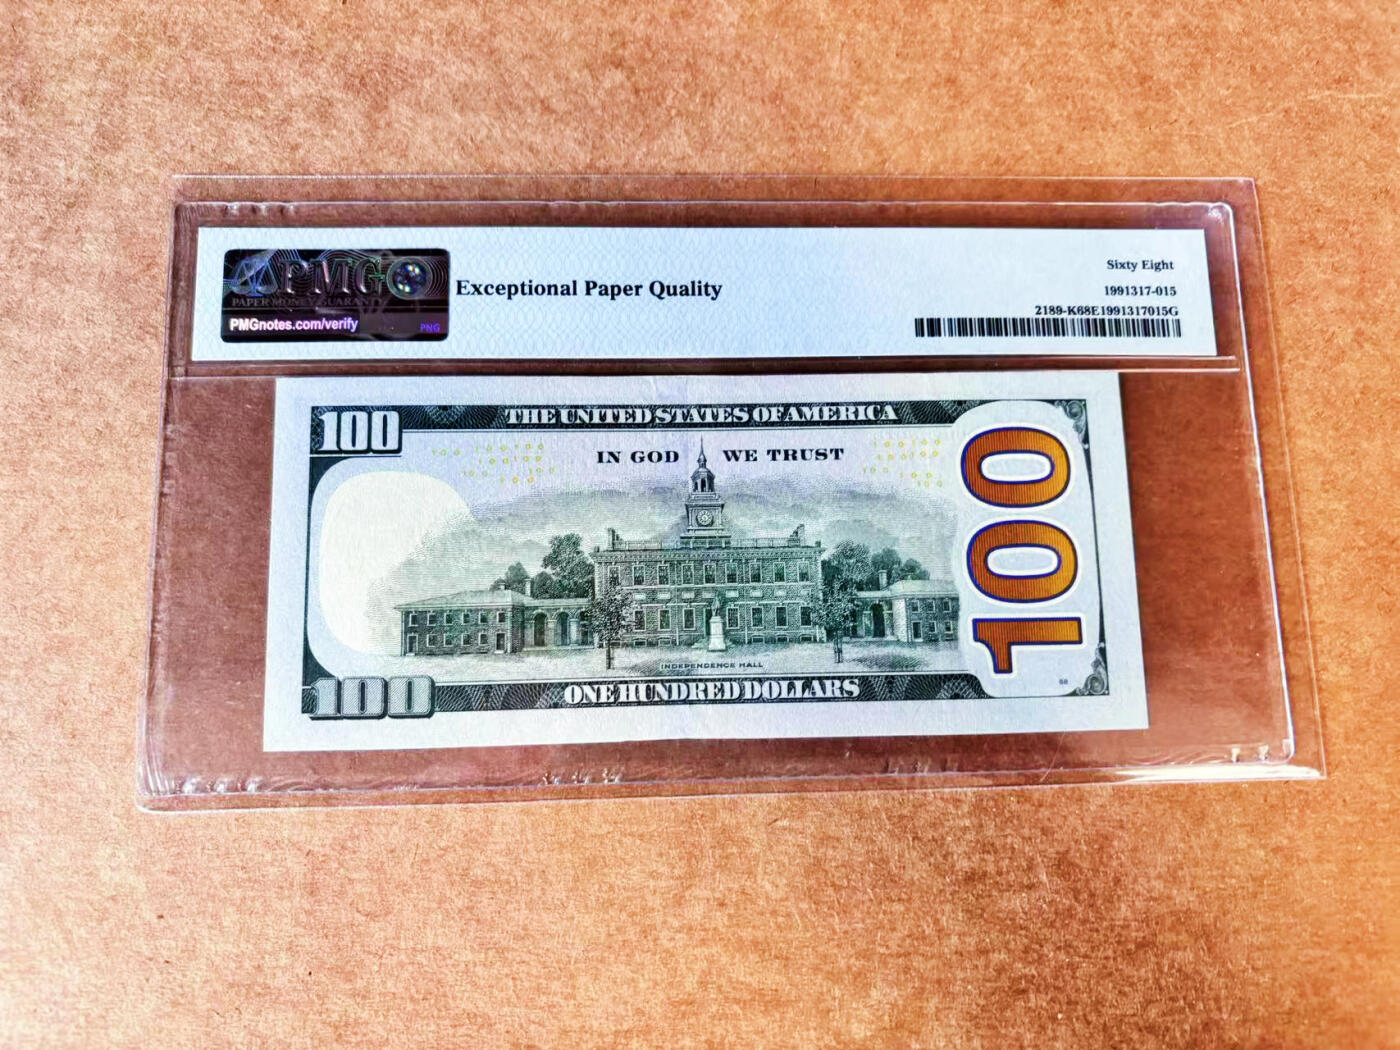 PMG
PAPER MONEY GUARANTY
PMGnotes.com/verify
PNG
Exceptional Paper Quality
Sixty Eight
1991317-015
2189-K68E1991317015G
100
THE UNITED STATES OF AMERICA
IN GOD WE TRUST
100
INDEPENDENCE HALL
100
ONE HUNDRED DOLLARS